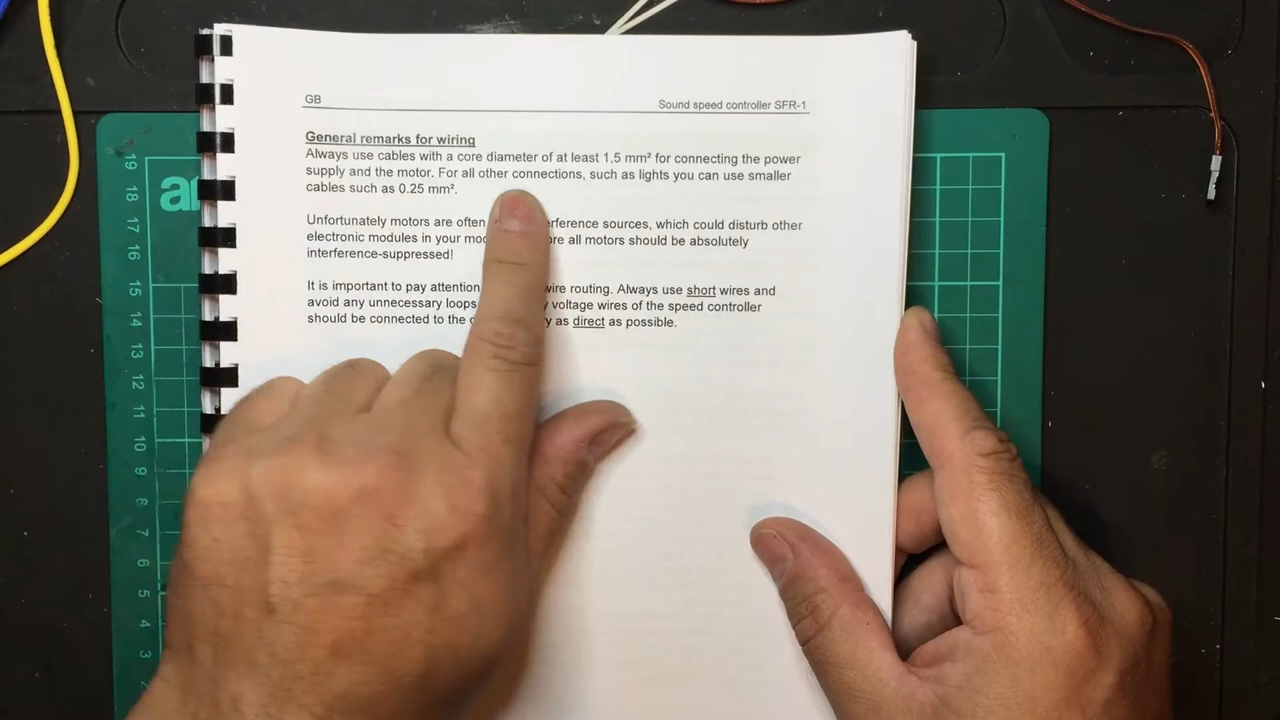 GB
Sound speed controller SFR-1
General remarks for wiring
Always use cables with a core diameter of at least 1,5 mm² for connecting the power
supply and the motor. For all other connections, such as lights you can use smaller
cables such as 0.25 mm².
Unfortunately motors are often sources, which could disturb other
electronic modules in your all motors should be absolutely
interference-suppressed!
It is important to pay attention wire routing. Always use short wires and
avoid any unnecessary loops voltage wires of the speed controller
should be connected to the as direct as possible.
19
18
17
16
15
14
13
12
11
10
9
8
7
6
5
4
3